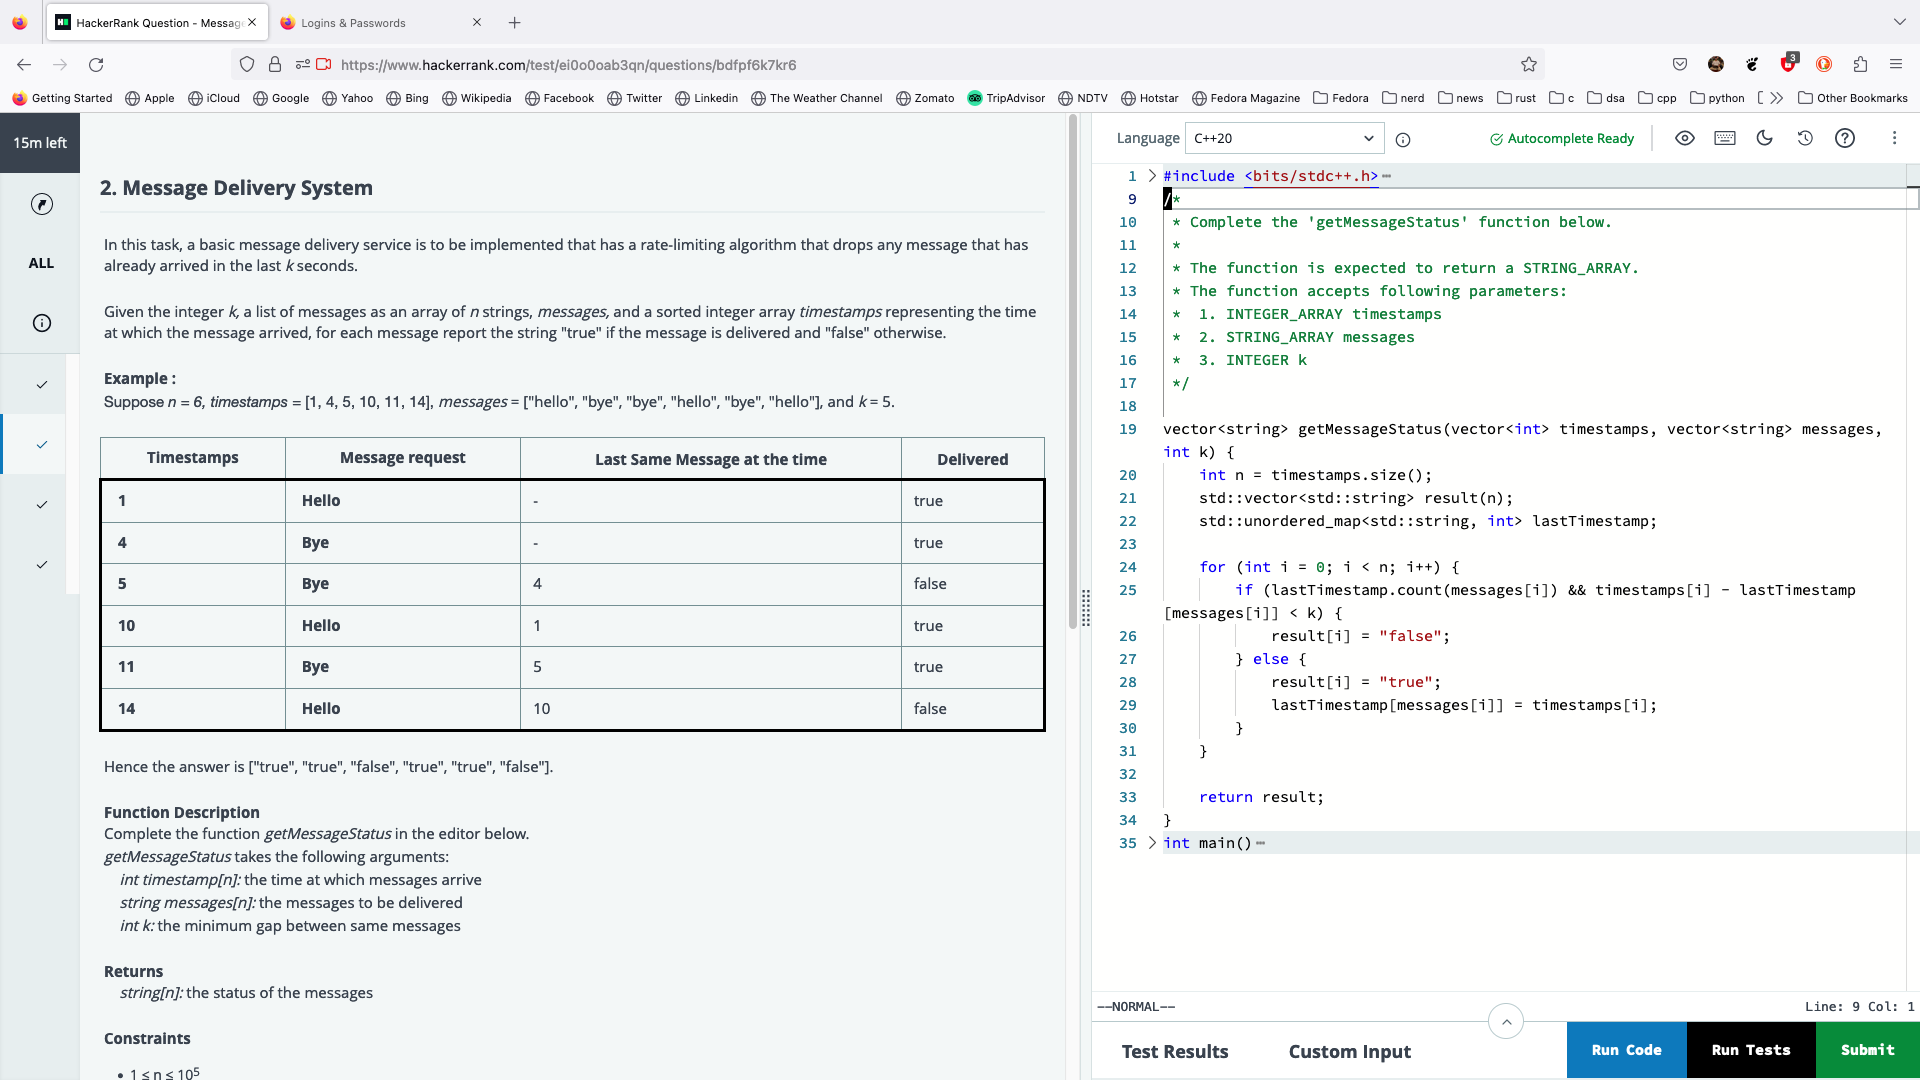 HackerRank Question - Messag
Logins & Passwords
https://www.hackerrank.com/test/ei0o0oab3qn/questions/bdfpf6k7kr6
3
Getting Started Apple iCloud Google Yahoo Bing Wikipedia Facebook Twitter Linkedin The Weather Channel Zomato TripAdvisor NDTV Hotstar Fedora Magazine Fedora nerd news rust c dsa cpp python Other Bookmarks
15m left
ALL
2. Message Delivery System
In this task, a basic message delivery service is to be implemented that has a rate-limiting algorithm that drops any message that has
already arrived in the last k seconds.
Given the integer k, a list of messages as an array of n strings, messages, and a sorted integer array timestamps representing the time
at which the message arrived, for each message report the string "true" if the message is delivered and "false" otherwise.
Example :
Suppose n = 6, timestamps = [1, 4, 5, 10, 11, 14], messages = ["hello", "bye", "bye", "hello", "bye", "hello"], and k = 5.
Timestamps Message request Last Same Message at the time Delivered
1 Hello - true
4 Bye - true
5 Bye 4 false
10 Hello 1 true
11 Bye 5 true
14 Hello 10 false
Hence the answer is ["true", "true", "false", "true", "true", "false"].
Function Description
Complete the function getMessageStatus in the editor below.
getMessageStatus takes the following arguments:
int timestamp[n]: the time at which messages arrive
string messages[n]: the messages to be delivered
int k: the minimum gap between same messages
Returns
string[n]: the status of the messages
Constraints
• 1 ≤ n ≤ 10⁵
Language C++20 Autocomplete Ready
1 #include <bits/stdc++.h>
9 /*
10 * Complete the 'getMessageStatus' function below.
11 *
12 * The function is expected to return a STRING_ARRAY.
13 * The function accepts following parameters:
14 * 1. INTEGER_ARRAY timestamps
15 * 2. STRING_ARRAY messages
16 * 3. INTEGER k
17 */
18
19 vector<string> getMessageStatus(vector<int> timestamps, vector<string> messages,
int k) {
20 int n = timestamps.size();
21 std::vector<std::string> result(n);
22 std::unordered_map<std::string, int> lastTimestamp;
23
24 for (int i = 0; i < n; i++) {
25 if (lastTimestamp.count(messages[i]) && timestamps[i] - lastTimestamp
[messages[i]] < k) {
26 result[i] = "false";
27 } else {
28 result[i] = "true";
29 lastTimestamp[messages[i]] = timestamps[i];
30 }
31 }
32
33 return result;
34 }
35 int main()
--NORMAL-- Line: 9 Col: 1
Test Results Custom Input Run Code Run Tests Submit